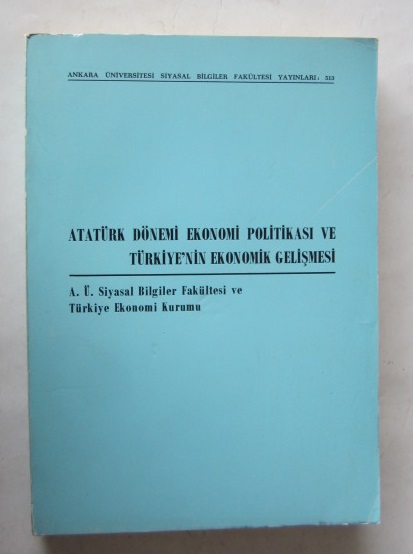 ANKARA ÜNİVERSİTESİ SİYASAL BİLGİLER FAKÜLTESİ YAYINLARI: 513
ATATÜRK DÖNEMİ EKONOMİ POLİTİKASI VE
TÜRKİYE'NİN EKONOMİK GELİŞMESİ
A. Ü. Siyasal Bilgiler Fakültesi ve
Türkiye Ekonomi Kurumu